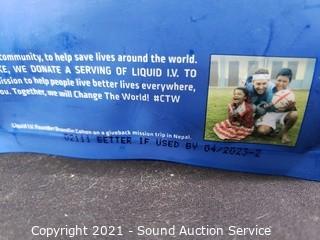 community, to help save lives around the world.
KE, WE DONATE A SERVING OF LIQUID I.V. TO
mission to help people live better lives everywhere,
ou. Together, we will Change The World! #CTW
Liquid I.V. Founder Brandin Cohen on a giveback mission trip in Nepal.
02111 BETTER IF USED BY 04/2023-2
Copyright 2021 - Sound Auction Service